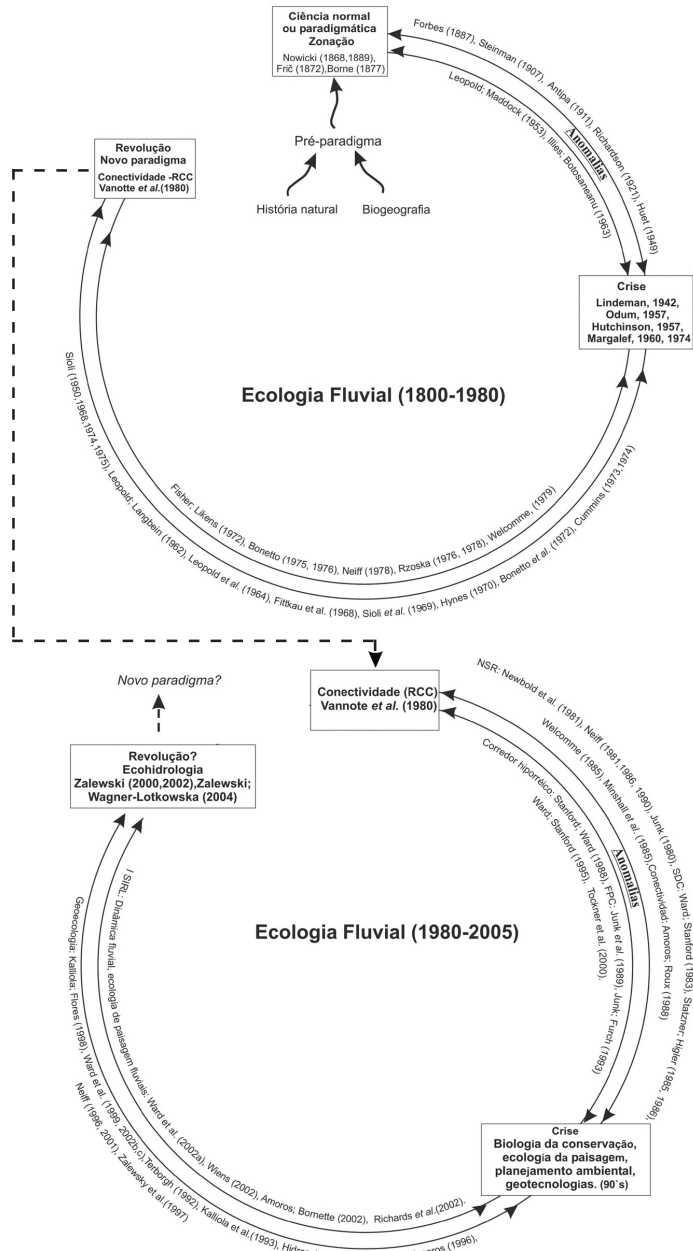 Ciência normal
ou paradigmática
Zonação
Nowicki (1868,1889),
Frič (1872),Borne (1877)
Forbes (1887), Steinman (1907), Antipa (1911), Richardson (1921), Huet (1949)
Anomalias
Leopold; Maddock (1953), Illies; Botosaneanu (1963)
Pré-paradigma
História natural
Biogeografia
Revolução
Novo paradigma
Conectividade -RCC
Vanotte et al.(1980)
Crise
Lindeman, 1942,
Odum, 1957,
Hutchinson, 1957,
Margalef, 1960, 1974
Ecologia Fluvial (1800-1980)
Fisher; Likens (1972), Bonetto (1975, 1976), Neiff (1978), Rzoska (1976, 1978), Welcomme, (1979)
Sioli (1950,1968,1974,1975), Leopold; Langbein (1962), Leopold et al. (1964), Fittkau et al. (1968), Sioli et al. (1969), Hynes (1970), Bonetto et al. (1972), Cummins (1973,1974)
Novo paradigma?
Conectividade (RCC)
Vannote et al. (1980)
NSR: Newbold et al. (1981), Neiff (1981,1986, 1990), Junk (1980), SDC: Ward; Stanford (1983), Statzner; Higler (1985, 1986),
Welcomme (1985), Minshall et al. (1985),Conectividad: Amoros; Roux (1988)
Anomalias
Corredor hiporréico: Stanford; Ward (1988), FPC: Junk et al. (1989), Junk; Furch (1993)
Ward; Stanford (1995), Tockner et al. (2000).
Revolução?
Ecohidrologia
Zalewski (2000,2002),Zalewski;
Wagner-Lotkowska (2004)
Ecologia Fluvial (1980-2005)
Crise
Biologia da conservação,
ecologia da paisagem,
planejamento ambiental,
geotecnologias. (90`s)
I SIRL: Dinâmica fluvial, ecologia de paisagem fluviais: Ward et al. (2002a), Wiens (2002), Amoros; Bornette (2002), Richards et al.(2002).
Geoecologia: Kalliola; Flores (1998), Ward et al. (1999, 2002b,c),Terborgh (1992), Kalliola et al.(1993), (1996),
Neiff (1996, 2001), Zalewsky et al.(1997)